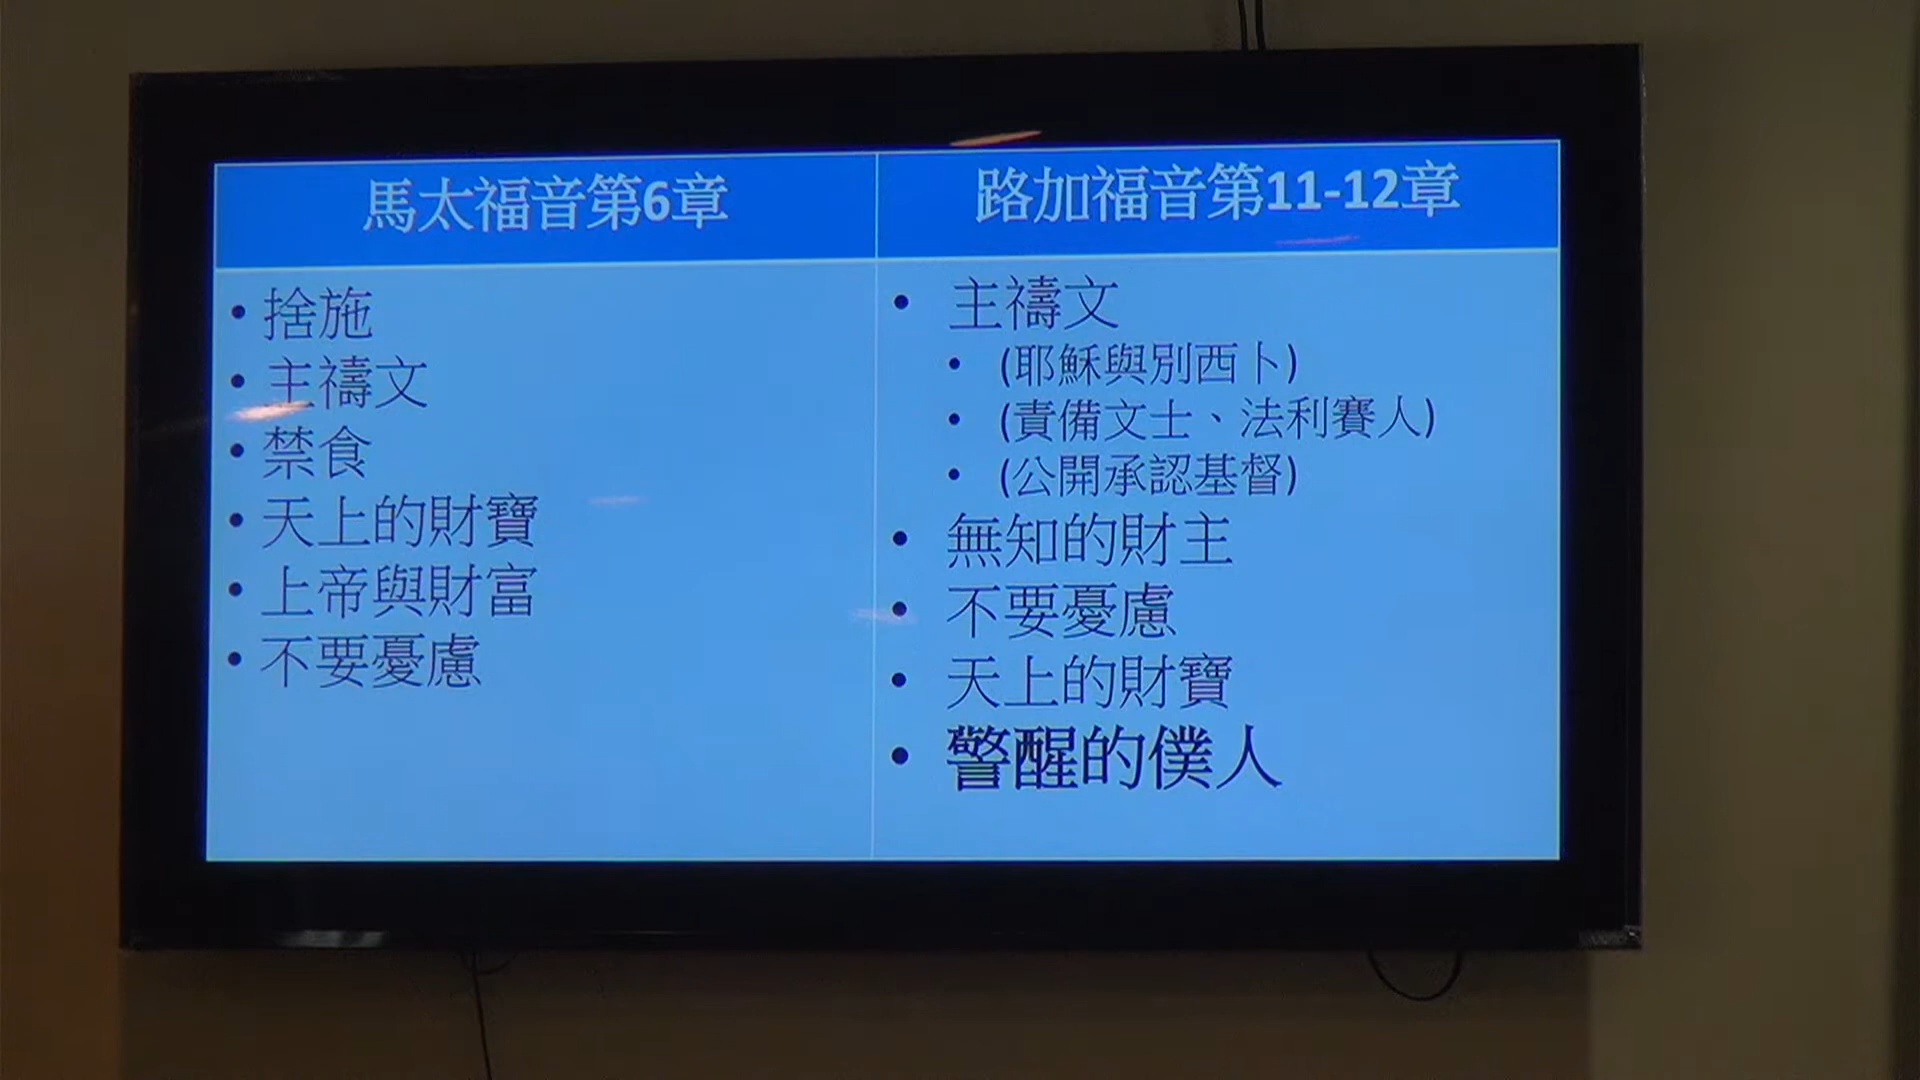 馬太福音第6章
• 捨施
• 主禱文
• 禁食
• 天上的財寶
• 上帝與財富
• 不要憂慮
路加福音第11-12章
• 主禱文
• (耶穌與別西卜)
• (責備文士、法利賽人)
• (公開承認基督)
• 無知的財主
• 不要憂慮
• 天上的財寶
• 警醒的僕人